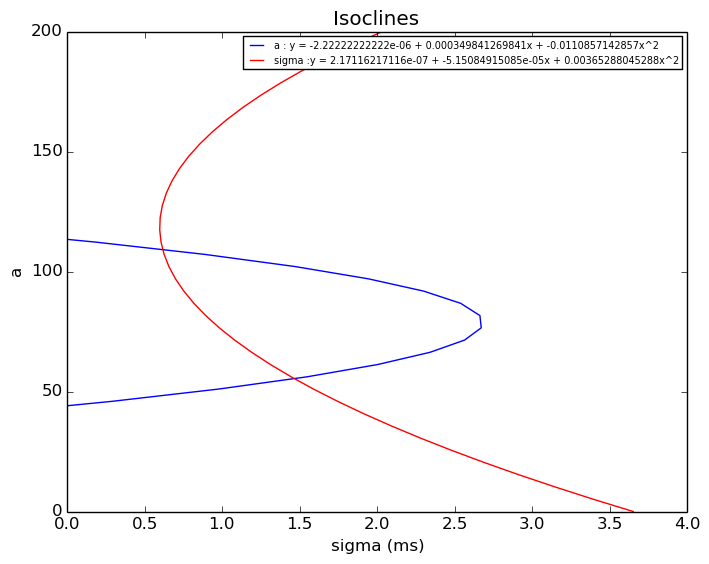 Isoclines
a : y = -2.22222222222e-06 + 0.000349841269841x + -0.0110857142857x^2
sigma :y = 2.17116217116e-07 + -5.15084915085e-05x + 0.00365288045288x^2
200
150
100
50
0
a
0.0 0.5 1.0 1.5 2.0 2.5 3.0 3.5 4.0
sigma (ms)